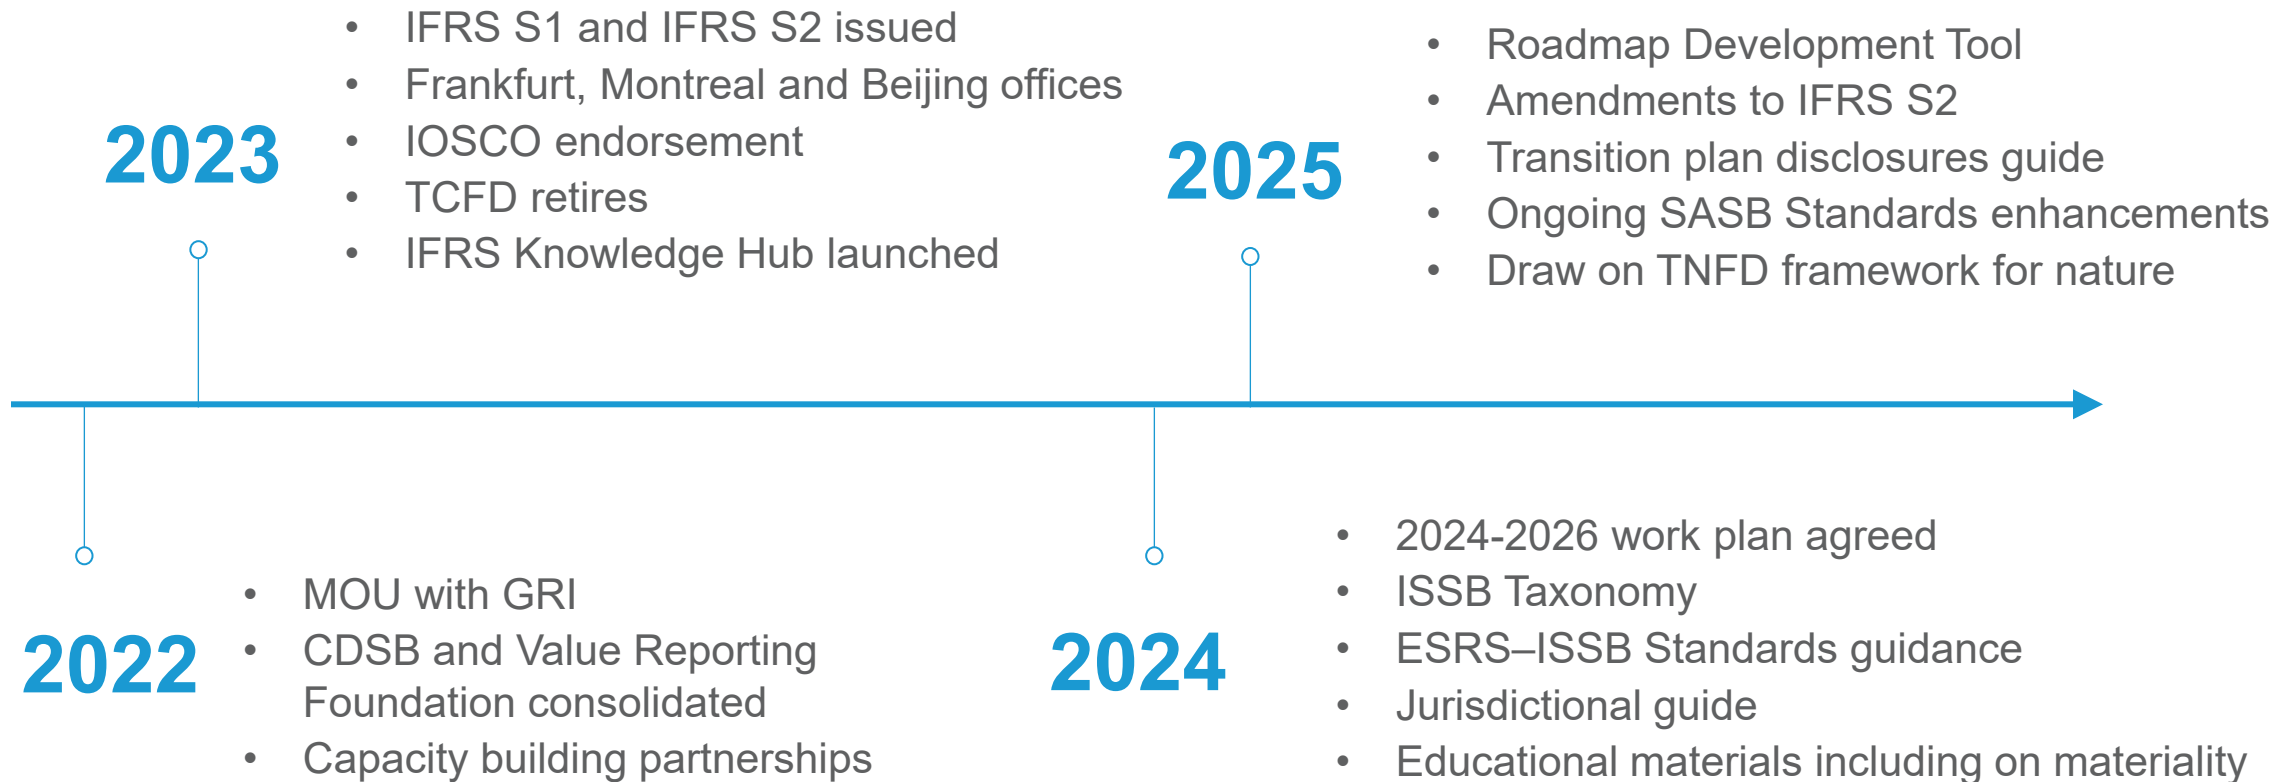 2023
• IFRS S1 and IFRS S2 issued
• Frankfurt, Montreal and Beijing offices
• IOSCO endorsement
• TCFD retires
• IFRS Knowledge Hub launched
2025
• Roadmap Development Tool
• Amendments to IFRS S2
• Transition plan disclosures guide
• Ongoing SASB Standards enhancements
• Draw on TNFD framework for nature
2022
• MOU with GRI
• CDSB and Value Reporting
Foundation consolidated
• Capacity building partnerships
2024
• 2024-2026 work plan agreed
• ISSB Taxonomy
• ESRS–ISSB Standards guidance
• Jurisdictional guide
• Educational materials including on materiality